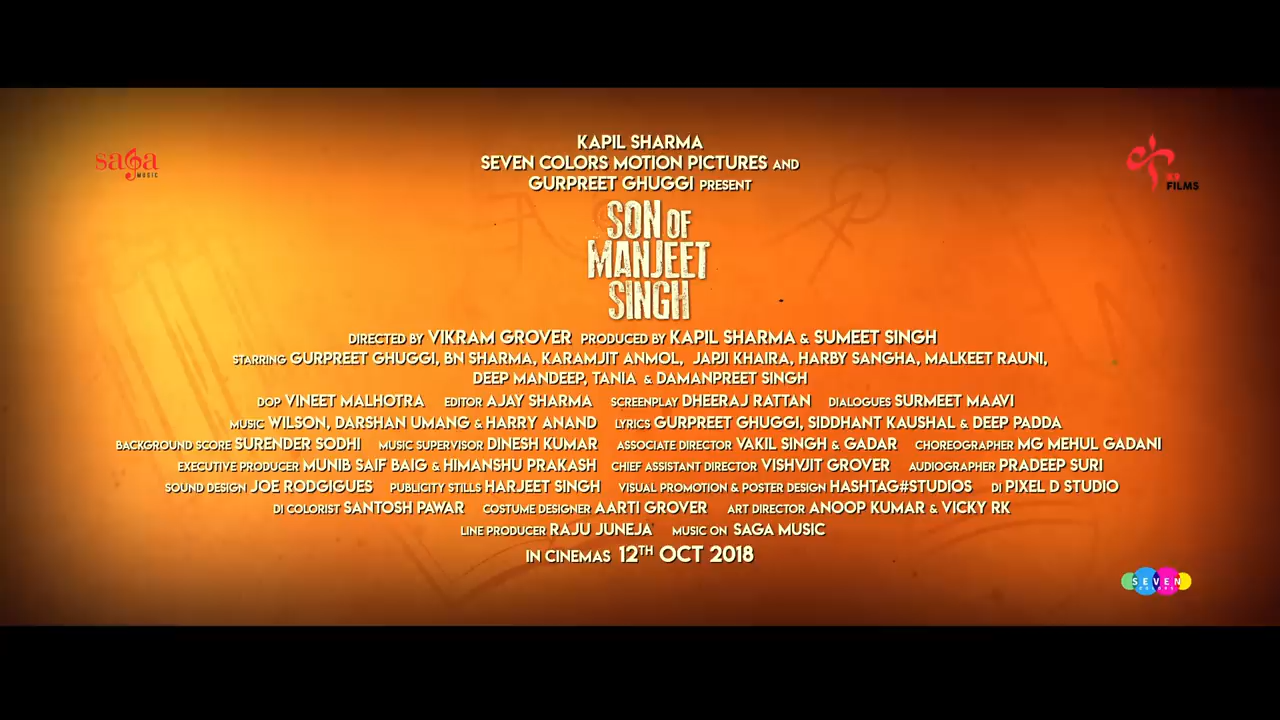 KAPIL SHARMA
SEVEN COLORS MOTION PICTURES AND
GURPREET GHUGGI PRESENT
saga
MUSIC
K9
FILMS
SON OF
MANJEET
SINGH
DIRECTED BY VIKRAM GROVER PRODUCED BY KAPIL SHARMA & SUMEET SINGH
STARRING GURPREET GHUGGI, BN SHARMA, KARAMJIT ANMOL, JAPJI KHAIRA, HARBY SANGHA, MALKEET RAUNI,
DEEP MANDEEP, TANIA & DAMANPREET SINGH
DOP VINEET MALHOTRA EDITOR AJAY SHARMA SCREENPLAY DHEERAJ RATTAN DIALOGUES SURMEET MAAVI
MUSIC WILSON, DARSHAN UMANG & HARRY ANAND LYRICS GURPREET GHUGGI, SIDDHANT KAUSHAL & DEEP PADDA
BACKGROUND SCORE SURENDER SODHI MUSIC SUPERVISOR DINESH KUMAR ASSOCIATE DIRECTOR VAKIL SINGH & GADAR CHOREOGRAPHER MG MEHUL GADANI
EXECUTIVE PRODUCER MUNIB SAIF BAIG & HIMANSHU PRAKASH CHIEF ASSISTANT DIRECTOR VISHVJIT GROVER AUDIOGRAPHER PRADEEP SURI
SOUND DESIGN JOE RODGIGUES PUBLICITY STILLS HARJEET SINGH VISUAL PROMOTION & POSTER DESIGN HASHTAG#STUDIOS DI PIXEL D STUDIO
DI COLORIST SANTOSH PAWAR COSTUME DESIGNER AARTI GROVER ART DIRECTOR ANOOP KUMAR & VICKY RK
LINE PRODUCER RAJU JUNEJA MUSIC ON SAGA MUSIC
IN CINEMAS 12TH OCT 2018
SEVEN
COLORS